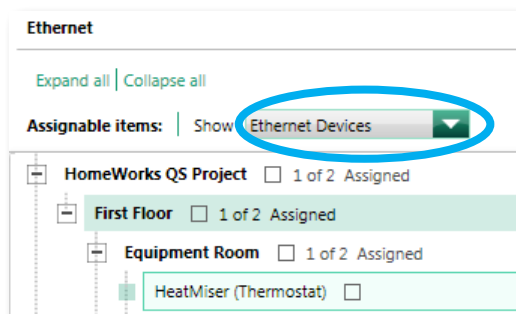 Ethernet
Expand all | Collapse all
Assignable items: | Show Ethernet Devices
HomeWorks QS Project 1 of 2 Assigned
First Floor 1 of 2 Assigned
Equipment Room 1 of 2 Assigned
HeatMiser (Thermostat)